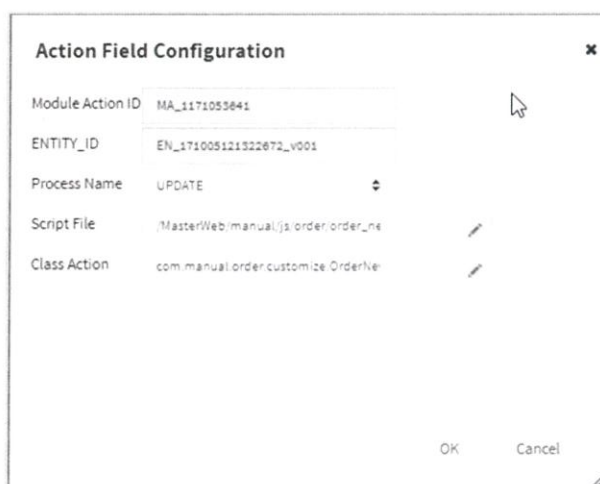 Action Field Configuration ×
Module Action ID MA_1171053641
ENTITY_ID EN_171005121322672_v001
Process Name UPDATE
Script File /MasterWeb/manual/js/order/order_ne
Class Action com.manual.order.customize.OrderNe
OK Cancel